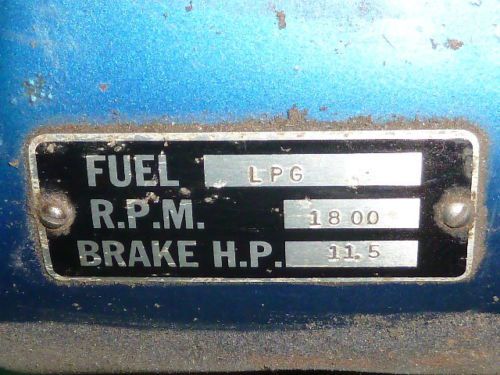 FUEL LPG
R.P.M. 1800
BRAKE H.P. 11.5